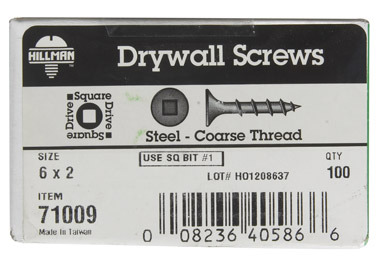 HILLMAN
Drywall Screws
Square
Drive
Square
Drive
Steel - Coarse Thread
SIZE
6 x 2
USE SQ BIT #1
QTY
100
LOT# HO1208637
ITEM
71009
Made in Taiwan
0 08236 40586 6